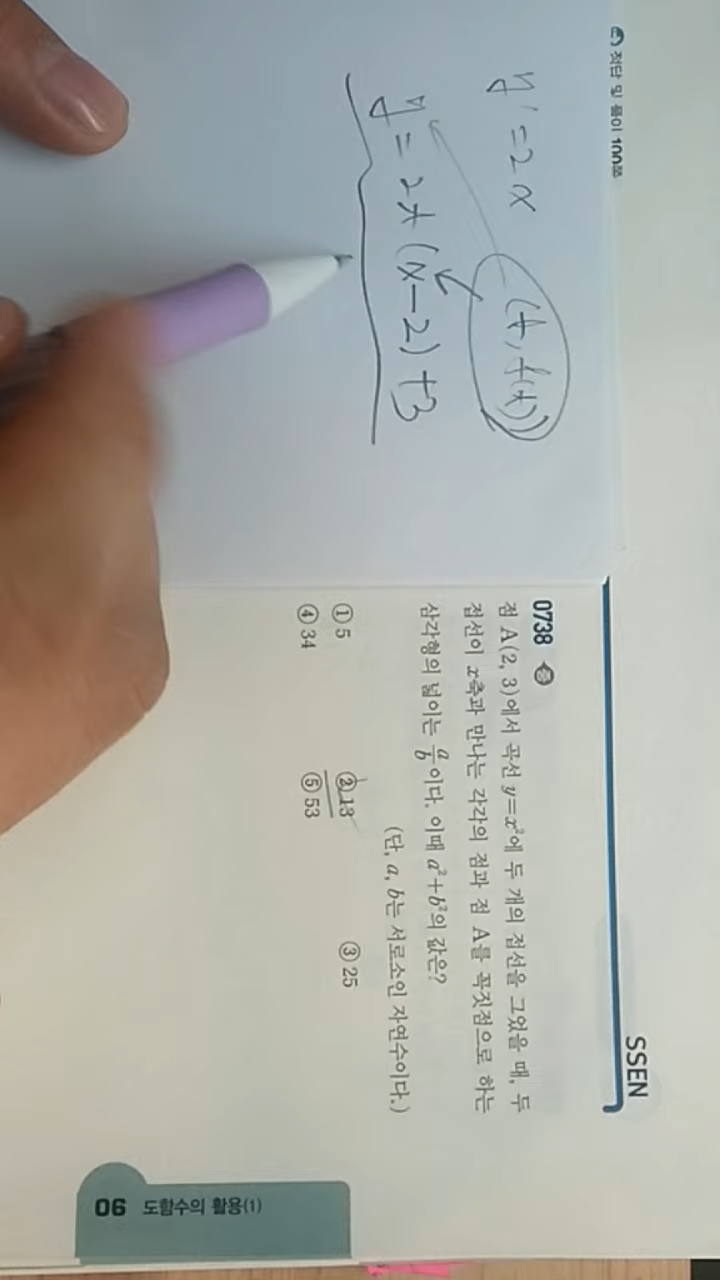 정답 및 풀이 100쪽
y' = 2x
(t, f(t))
y = 2t(x-2)+3
SSEN
0738 중
점 A(2, 3)에서 곡선 y=x²에 두 개의 접선을 그었을 때, 두
접선이 x축과 만나는 각각의 점과 점 A를 꼭짓점으로 하는
삼각형의 넓이는 a/b이다. 이때 a²+b²의 값은?
(단, a, b는 서로소인 자연수이다.)
① 5 ② 13 ③ 25
④ 34 ⑤ 53
06 도함수의 활용(1)